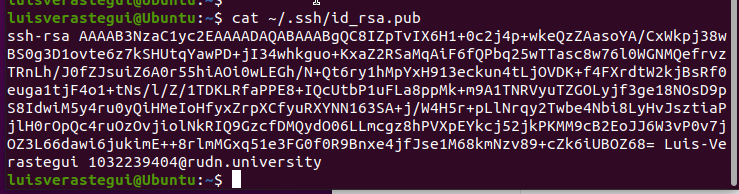 luisverastegui@Ubuntu:~$
luisverastegui@Ubuntu:~$ cat ~/.ssh/id_rsa.pub
ssh-rsa AAAAB3NzaC1yc2EAAAADAQABAAABgQC8IZpTvIX6H1+0c2j4p+wkeQzZAasoYA/CxWkpj38w
BS0g3D1ovte6z7kSHUtqYawPD+jI34whkguo+KxaZ2RSaMqAiF6fQPbq25wTTasc8w76l0WGNMQefrvz
TRnLh/J0fZJsuiZ6A0r55hiAOi0wLEGh/N+Qt6ry1hMpYxH913eckun4tLjOVDK+f4FXrdtW2kjBsRf0
euga1tjF4o1+tNs/l/Z/1TDKLRfaPPE8+IQcUtbP1uFLa8ppMk+m9A1TNRVyuTZGOLyjf3ge18NOsD9p
S8IdwiM5y4ru0yQiHMeIoHfyxZrpXCfyuRXYNN163SA+j/W4H5r+pLlNrqy2Twbe4Nbi8LyHvJsztiaP
jlH0rOpQc4ruOzOvjiolNkRIQ9GzcfDMQydO06LLmcgz8hPVXpEYkcj52jkPKMM9cB2EoJJ6W3vP0v7j
OZ3L66dawi6jukimE++8rlmMGxq51e3FG0f0R9Bnxe4jfJse1M68kmNzv89+cZk6iUBOZ68= Luis-Ve
rastegui 1032239404@rudn.university
luisverastegui@Ubuntu:~$